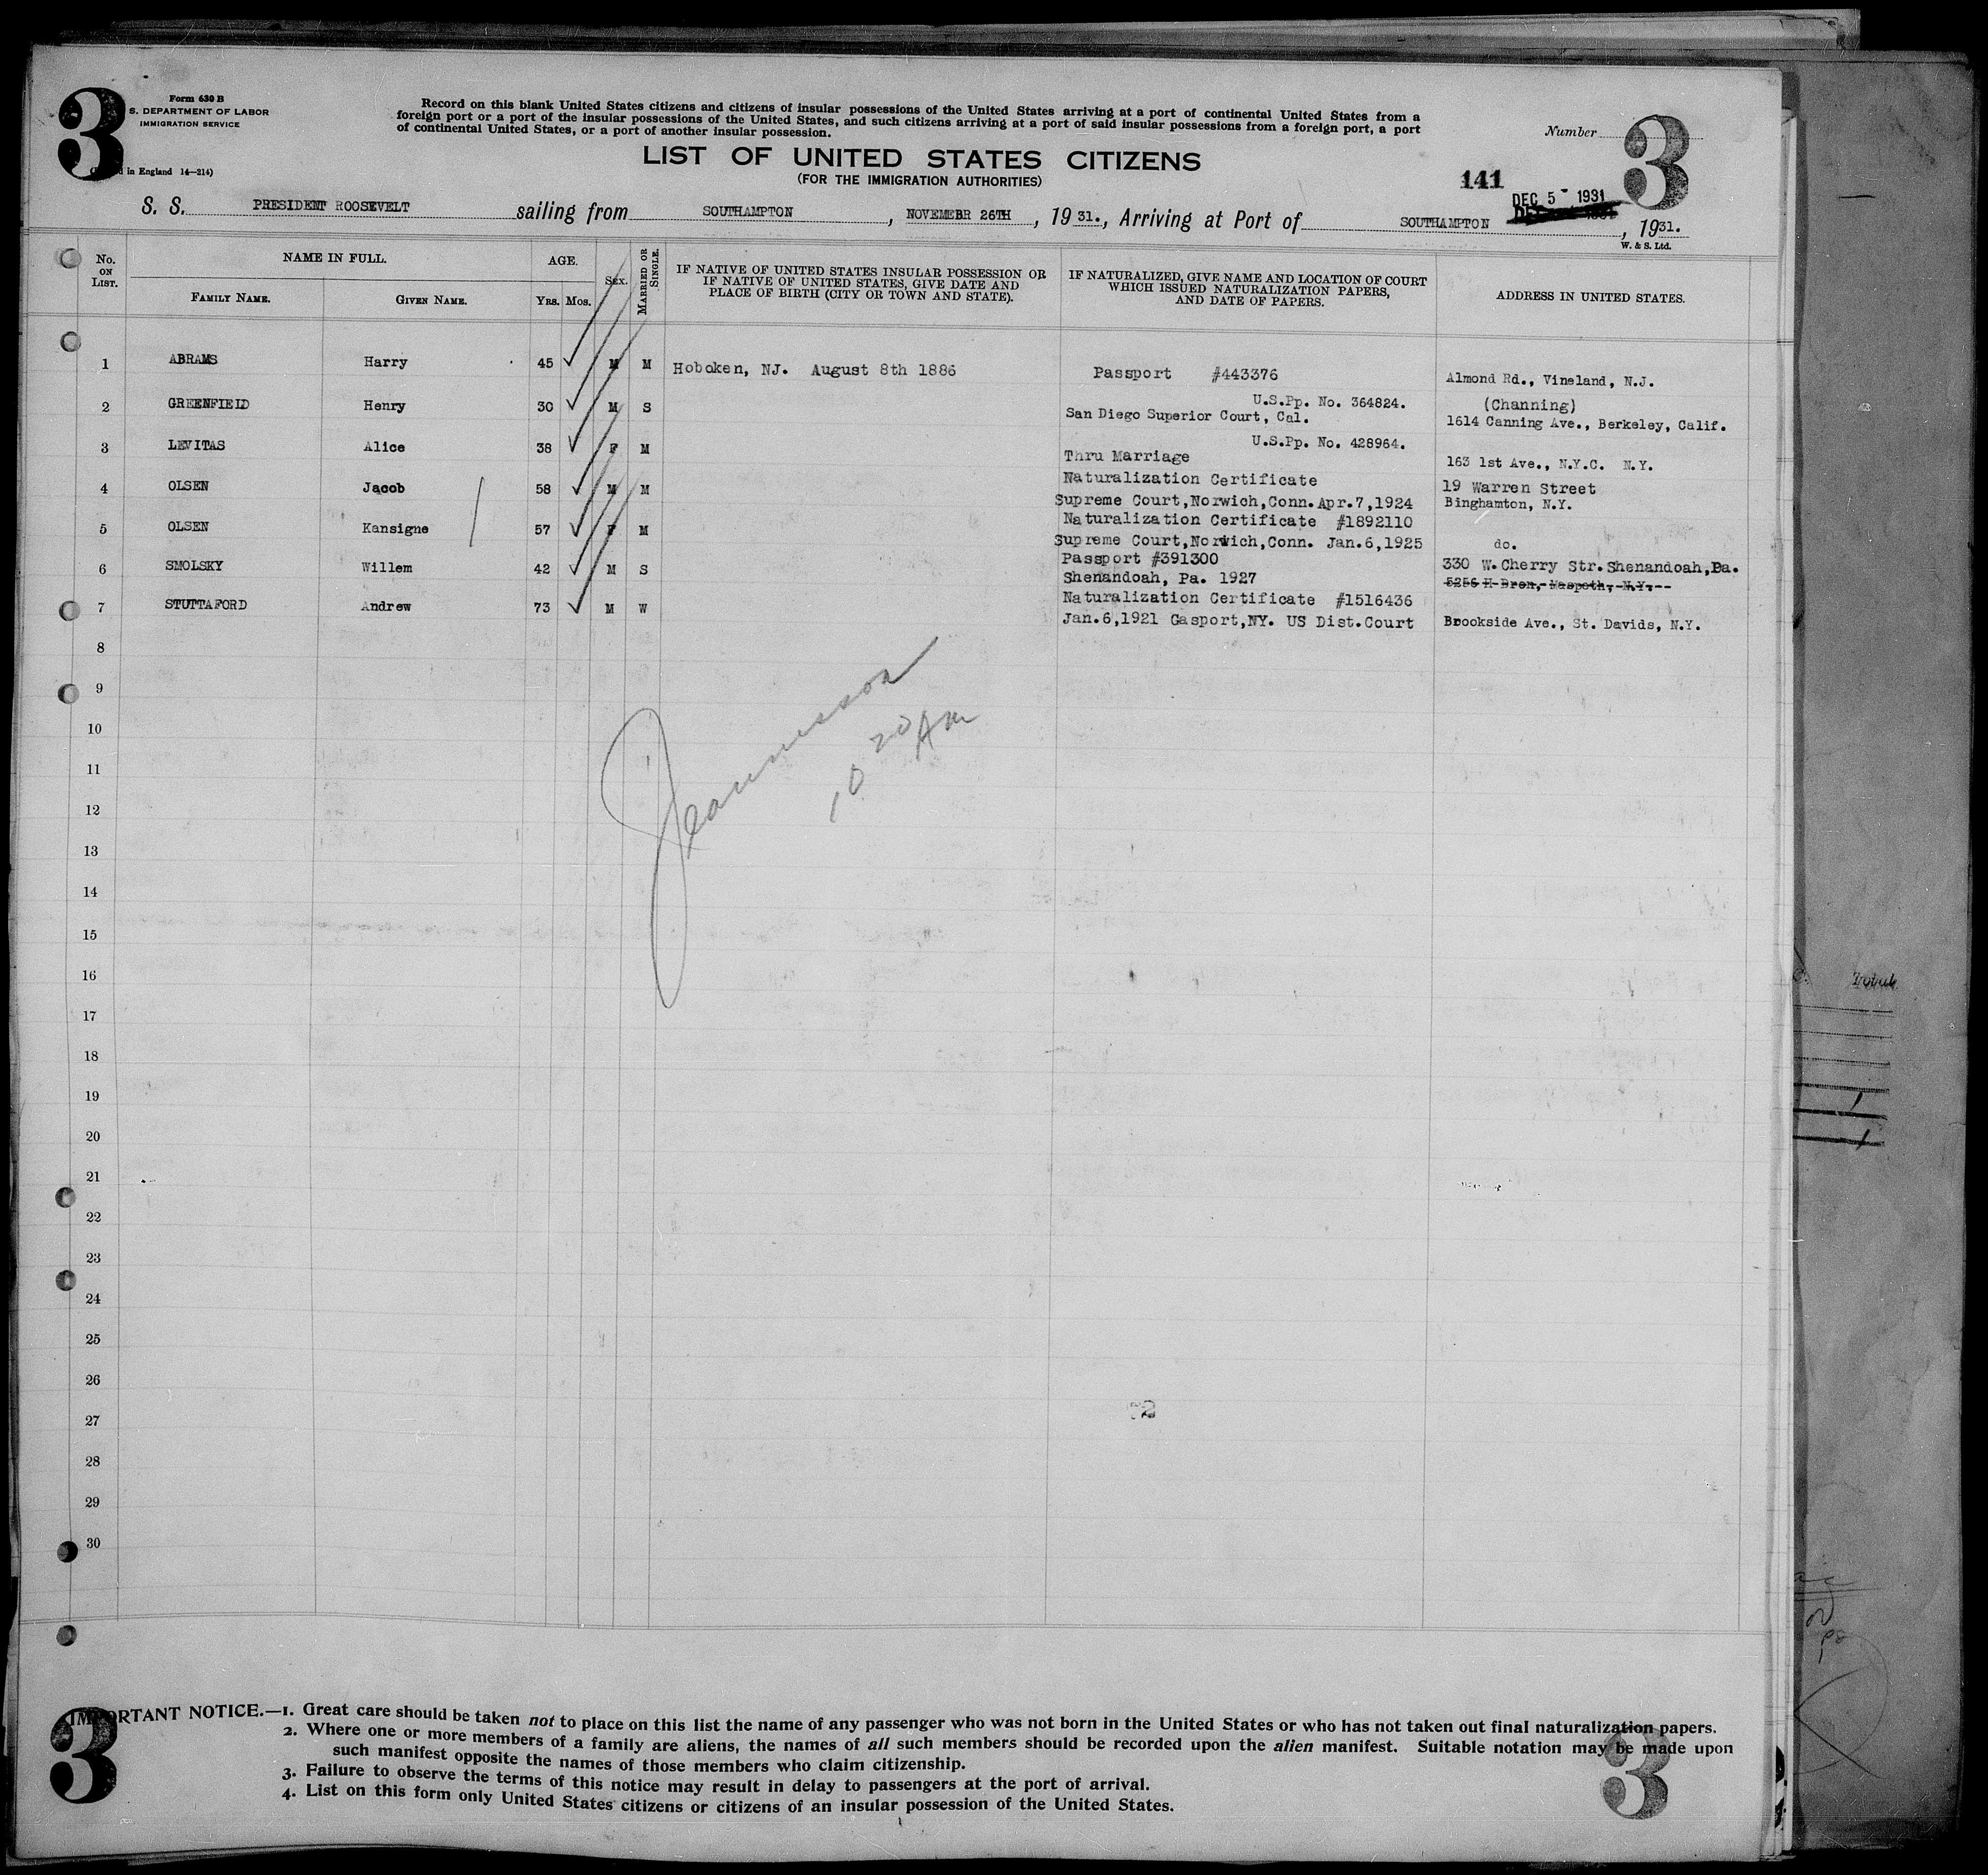 3
Form 630 B
S. DEPARTMENT OF LABOR
IMMIGRATION SERVICE
in England 14—214)
Record on this blank United States citizens and citizens of insular possessions of the United States arriving at a port of continental United States from a
foreign port or a port of the insular possessions of the United States, and such citizens arriving at a port of said insular possessions from a foreign port, a port
of continental United States, or a port of another insular possession.
LIST OF UNITED STATES CITIZENS
(FOR THE IMMIGRATION AUTHORITIES)
Number
3
141
DEC 5 - 1931
S. S. PRESIDENT ROOSEVELT sailing from SOUTHAMPTON, NOVEMEBR 26TH, 19 31., Arriving at Port of SOUTHAMPTON, 1931.
W. & S. Ltd.
No. ON LIST.
NAME IN FULL.
FAMILY NAME.
GIVEN NAME.
AGE.
YRS. MOS.
SEX.
MARRIED OR SINGLE.
IF NATIVE OF UNITED STATES INSULAR POSSESSION OR
IF NATIVE OF UNITED STATES, GIVE DATE AND
PLACE OF BIRTH (CITY OR TOWN AND STATE).
IF NATURALIZED, GIVE NAME AND LOCATION OF COURT
WHICH ISSUED NATURALIZATION PAPERS,
AND DATE OF PAPERS.
ADDRESS IN UNITED STATES.
1 ABRAMS Harry 45 M M Hoboken, NJ. August 8th 1886 Passport #443376 Almond Rd., Vineland, N.J.
U.S.Pp. No. 364824. (Channing)
2 GREENFIELD Henry 30 M S San Diego Superior Court, Cal. 1614 Canning Ave., Berkeley, Calif.
U.S.Pp. No. 428964.
3 LEVITAS Alice 38 F M Thru Marriage 163 1st Ave., N.Y.C. N.Y.
4 OLSEN Jacob 58 M M Naturalization Certificate 19 Warren Street
Supreme Court,Norwich,Conn.Apr.7,1924 Binghamton, N.Y.
5 OLSEN Kansigne 57 F M Naturalization Certificate #1892110
Supreme Court,Norwich,Conn. Jan.6,1925 do.
6 SMOLSKY Willem 42 M S Passport #391300 330 W.Cherry Str.Shenandoah,Pa.
Shenandoah, Pa. 1927 5256 H Dren, Maspeth, N.Y.--
7 STUTTAFORD Andrew 73 M W Naturalization Certificate #1516436
Jan.6,1921 Gasport,NY. US Dist.Court Brookside Ave., St. Davids, N.Y.
8
9
10
11
12
13
14
15
16
17
18
19
20
21
22
23
24
25
26
27
28
29
30
10 20 AM
IMPORTANT NOTICE.—1. Great care should be taken not to place on this list the name of any passenger who was not born in the United States or who has not taken out final naturalization papers.
2. Where one or more members of a family are aliens, the names of all such members should be recorded upon the alien manifest. Suitable notation may be made upon
such manifest opposite the names of those members who claim citizenship.
3. Failure to observe the terms of this notice may result in delay to passengers at the port of arrival.
4. List on this form only United States citizens or citizens of an insular possession of the United States.
3
3